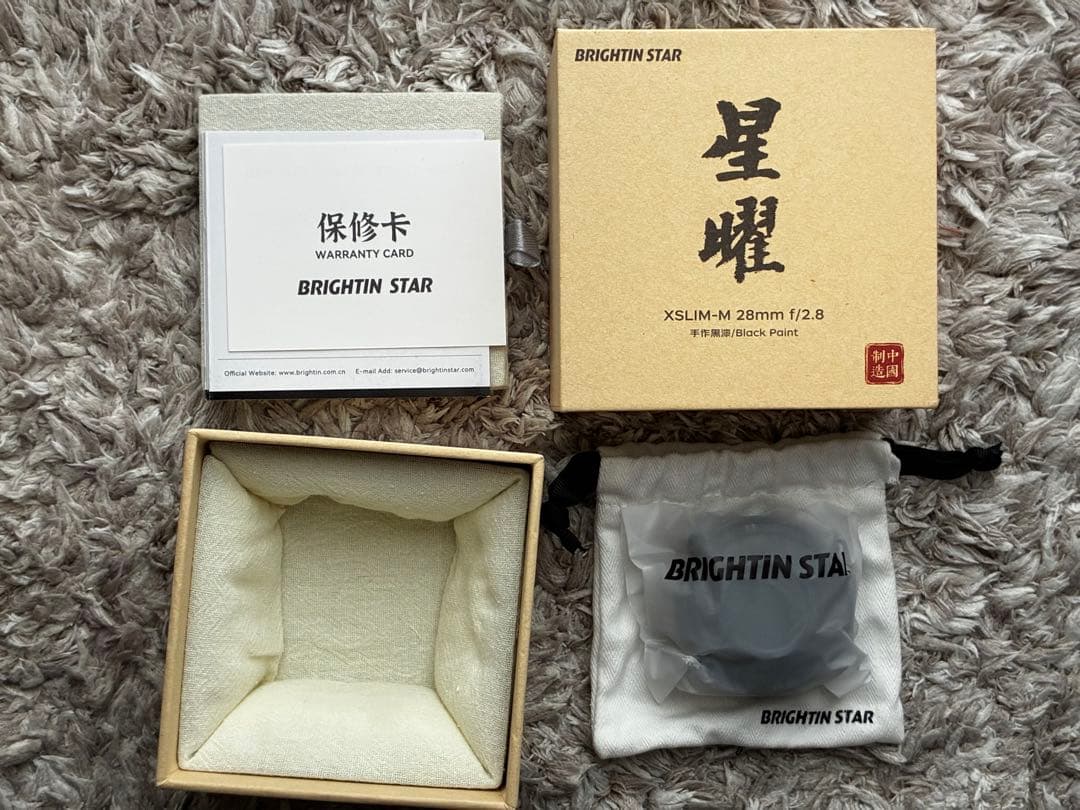 保修卡
WARRANTY CARD
BRIGHTIN STAR
Official Website: www.brightin.com.cn E-mail Add: service@brightinstar.com
BRIGHTIN STAR
星
曜
XSLIM-M 28mm f/2.8
手作黑漆/Black Paint
中國
制造
BRIGHTIN STAR
BRIGHTIN STAR